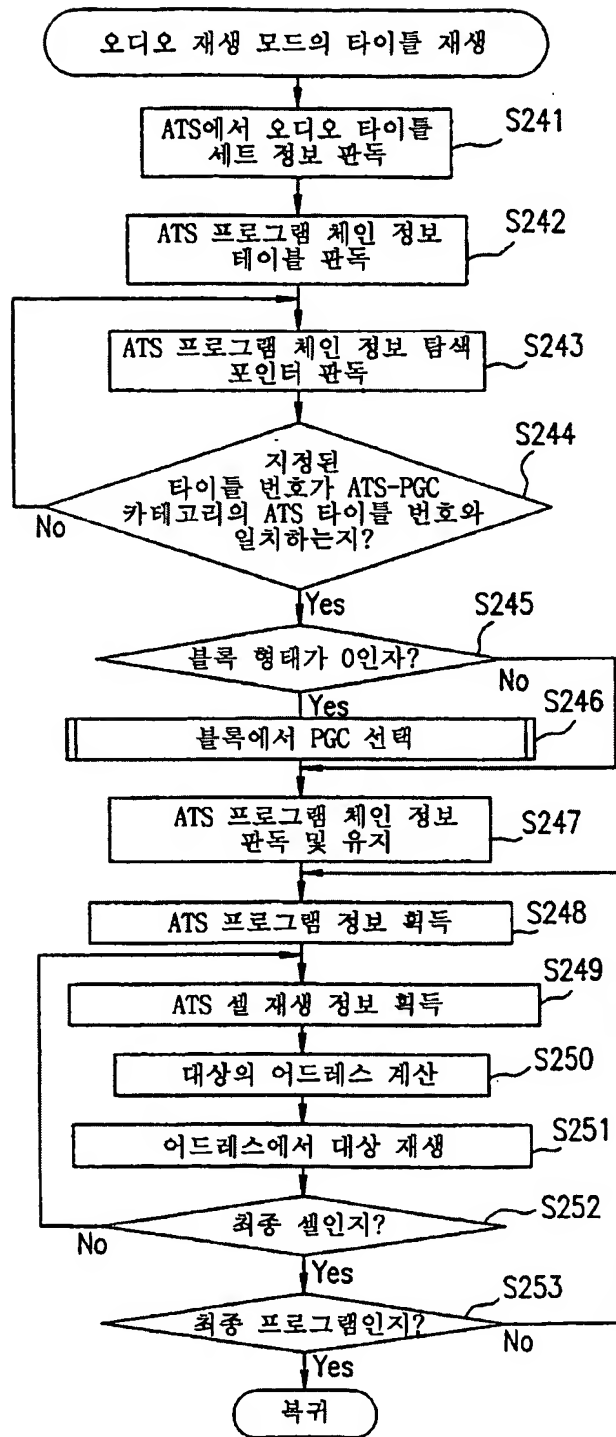 오디오 재생 모드의 타이틀 재생
ATS에서 오디오 타이틀
세트 정보 판독
S241
ATS 프로그램 체인 정보
테이블 판독
S242
ATS 프로그램 체인 정보 탐색
포인터 판독
S243
지정된
타이틀 번호가 ATS-PGC
카테고리의 ATS 타이틀 번호와
일치하는지?
S244
No
Yes
블록 형태가 0인자?
S245
No
Yes
블록에서 PGC 선택
S246
ATS 프로그램 체인 정보
판독 및 유지
S247
ATS 프로그램 정보 획득
S248
ATS 셀 재생 정보 획득
S249
대상의 어드레스 계산
S250
어드레스에서 대상 재생
S251
최종 셀인지?
S252
No
Yes
최종 프로그램인지?
S253
No
Yes
복귀